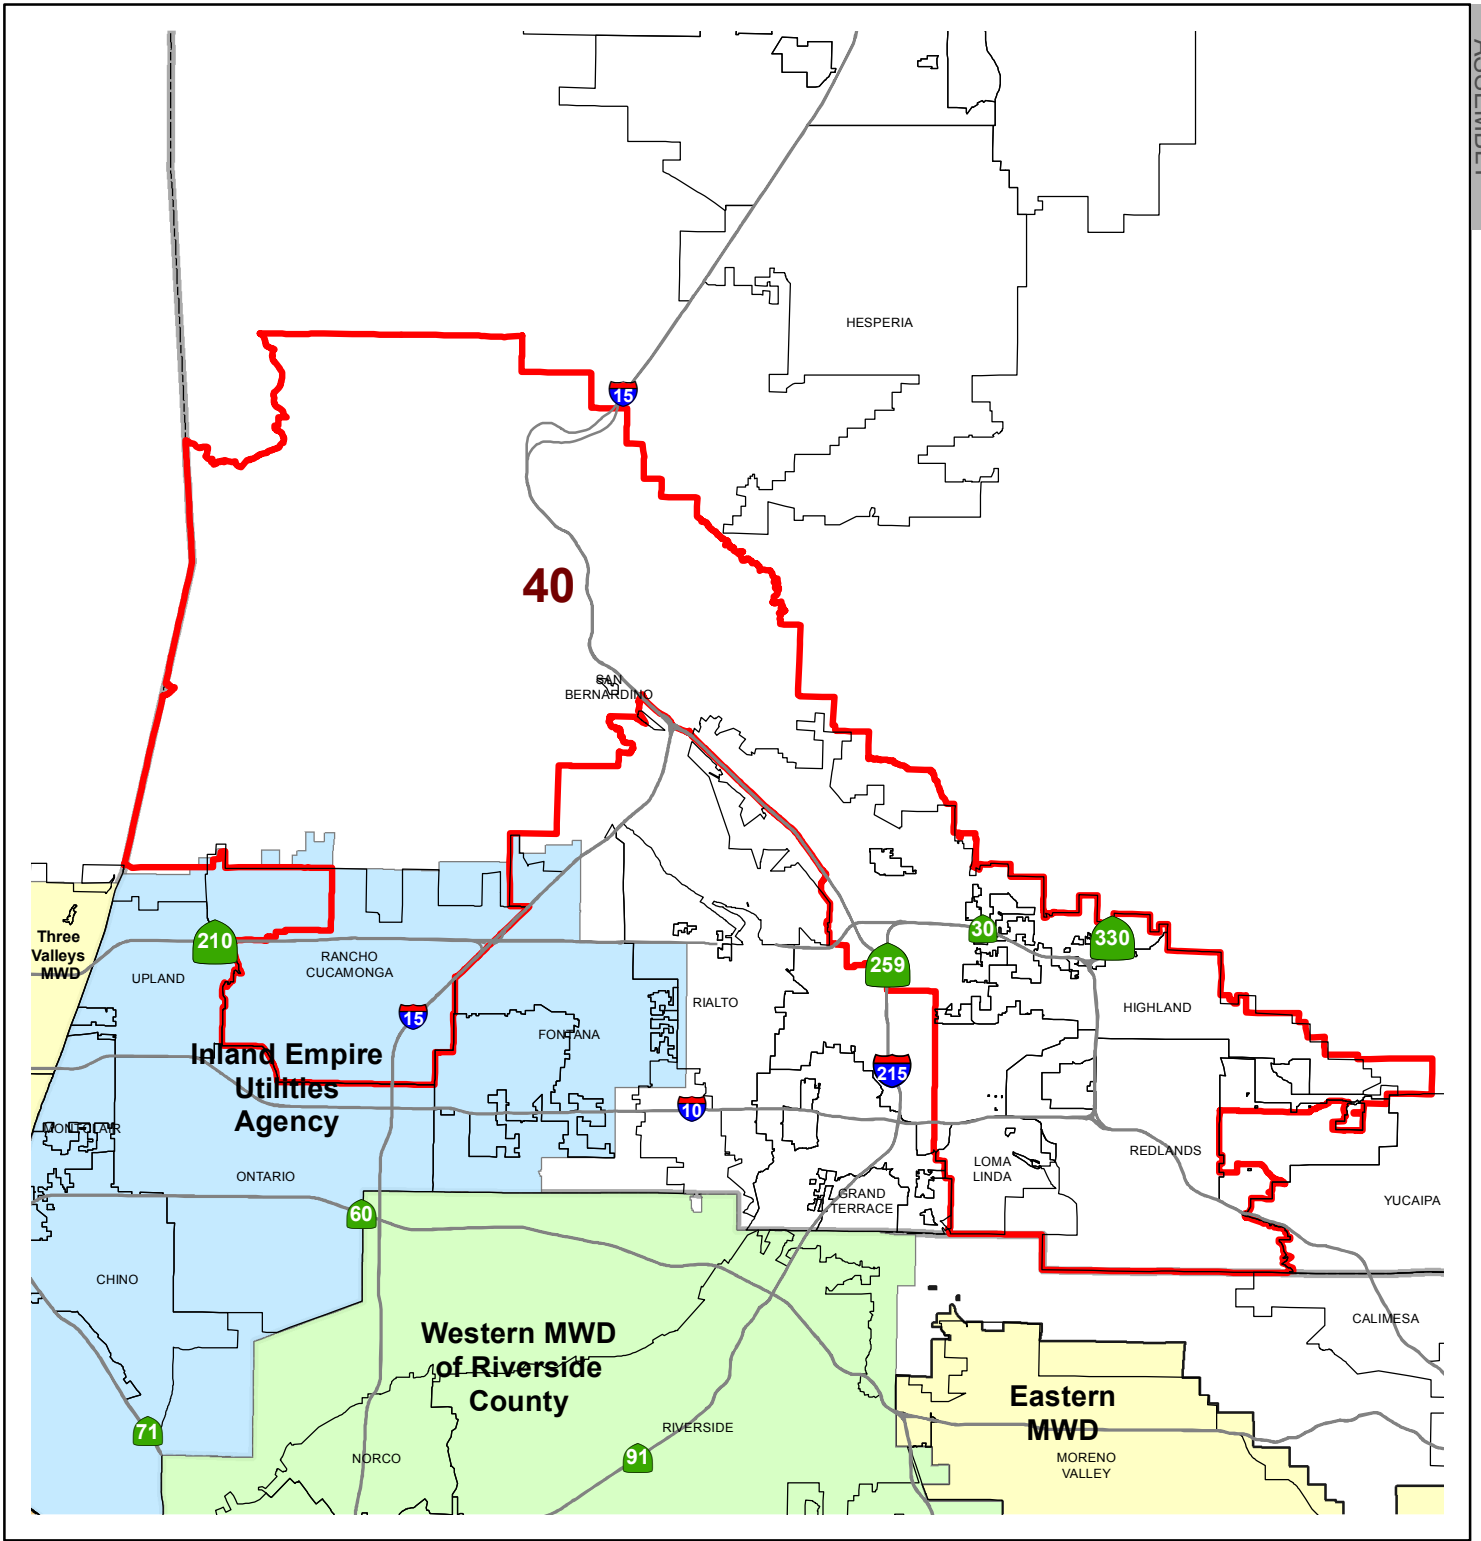 HESPERIA
15
40
SAN
BERNARDINO
30
330
210
259
Three
Valleys
MWD
RANCHO
CUCAMONGA
UPLAND
RIALTO
HIGHLAND
15
FONTANA
Inland Empire
Utilities
Agency
215
10
MONTCLAIR
REDLANDS
LOMA
LINDA
ONTARIO
GRAND
TERRACE
YUCAIPA
60
CHINO
CALIMESA
Western MWD
of Riverside
County
Eastern
MWD
71
RIVERSIDE
91
NORCO
MORENO
VALLEY